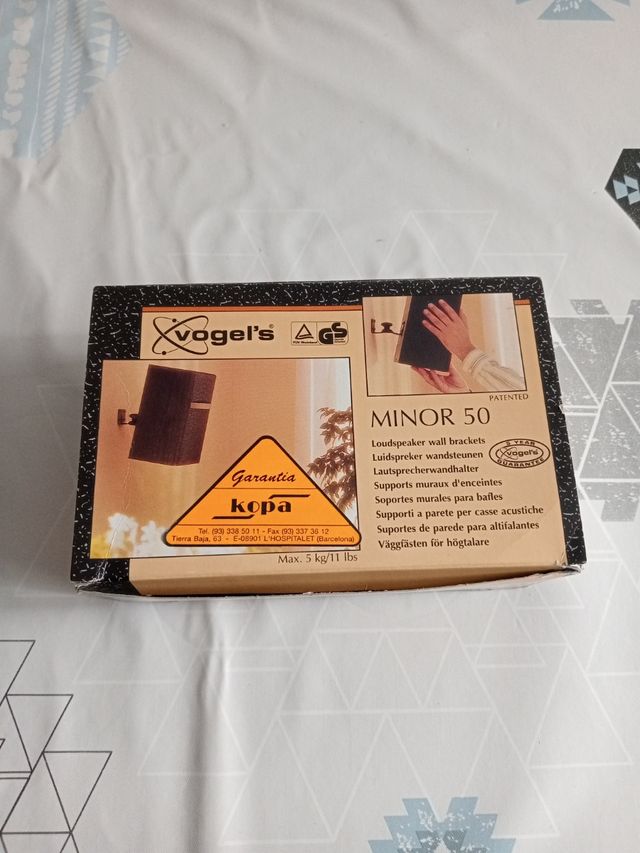 vogel's®
TÜV Rheinland
GS
PATENTED
MINOR 50
Loudspeaker wall brackets
Luidspreker wandsteunen
Lautsprecherwandhalter
Supports muraux d'enceintes
Soportes murales para bafles
Supporti a parete per casse acustiche
Suportes de parede para altifalantes
Väggfästen för högtalare
5 YEAR
vogel's
GUARANTEE
Garantia
kopa
Tel. (93) 338 50 11 - Fax (93) 337 36 12
Tierra Baja, 63 - E-08901 L'HOSPITALET (Barcelona)
Max. 5 kg/11 lbs